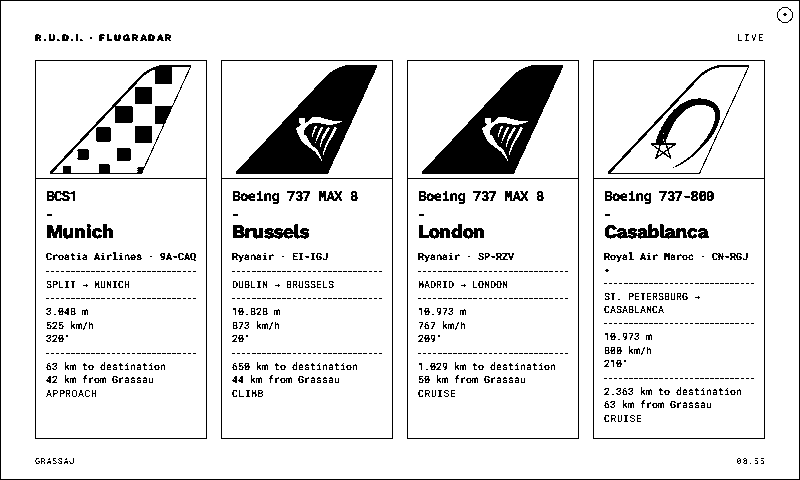 R.U.D.I. · FLUGRADAR
LIVE
BCS1
–
Munich
Croatia Airlines · 9A-CAQ
SPLIT → MUNICH
3.048 m
525 km/h
320°
63 km to destination
42 km from Grassau
APPROACH
Boeing 737 MAX 8
–
Brussels
Ryanair · EI-IGJ
DUBLIN → BRUSSELS
10.828 m
873 km/h
20°
650 km to destination
44 km from Grassau
CLIMB
Boeing 737 MAX 8
–
London
Ryanair · SP-RZV
MADRID → LONDON
10.973 m
767 km/h
209°
1.029 km to destination
50 km from Grassau
CRUISE
Boeing 737-800
–
Casablanca
Royal Air Maroc · CN-RGJ
•
ST. PETERSBURG →
CASABLANCA
10.973 m
800 km/h
210°
2.363 km to destination
63 km from Grassau
CRUISE
GRASSAU
08.55